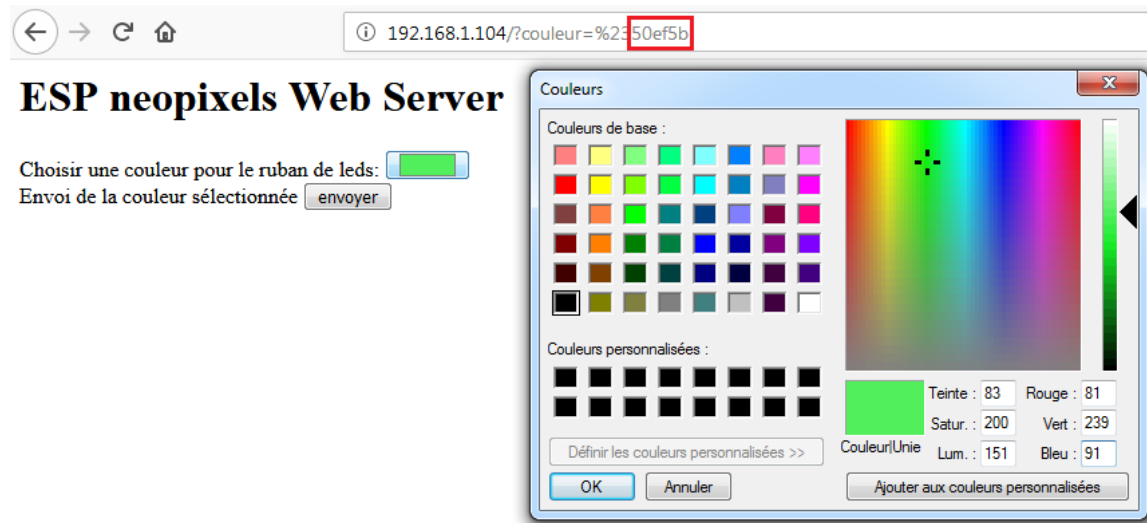 192.168.1.104/?couleur=%2350ef5b
ESP neopixels Web Server
Choisir une couleur pour le ruban de leds:
Envoi de la couleur sélectionnée envoyer
Couleurs
x
Couleurs de base :
Couleurs personnalisées :
Définir les couleurs personnalisées >>
OK Annuler
Couleur|Unie
Teinte : 83 Rouge : 81
Satur. : 200 Vert : 239
Lum. : 151 Bleu : 91
Ajouter aux couleurs personnalisées